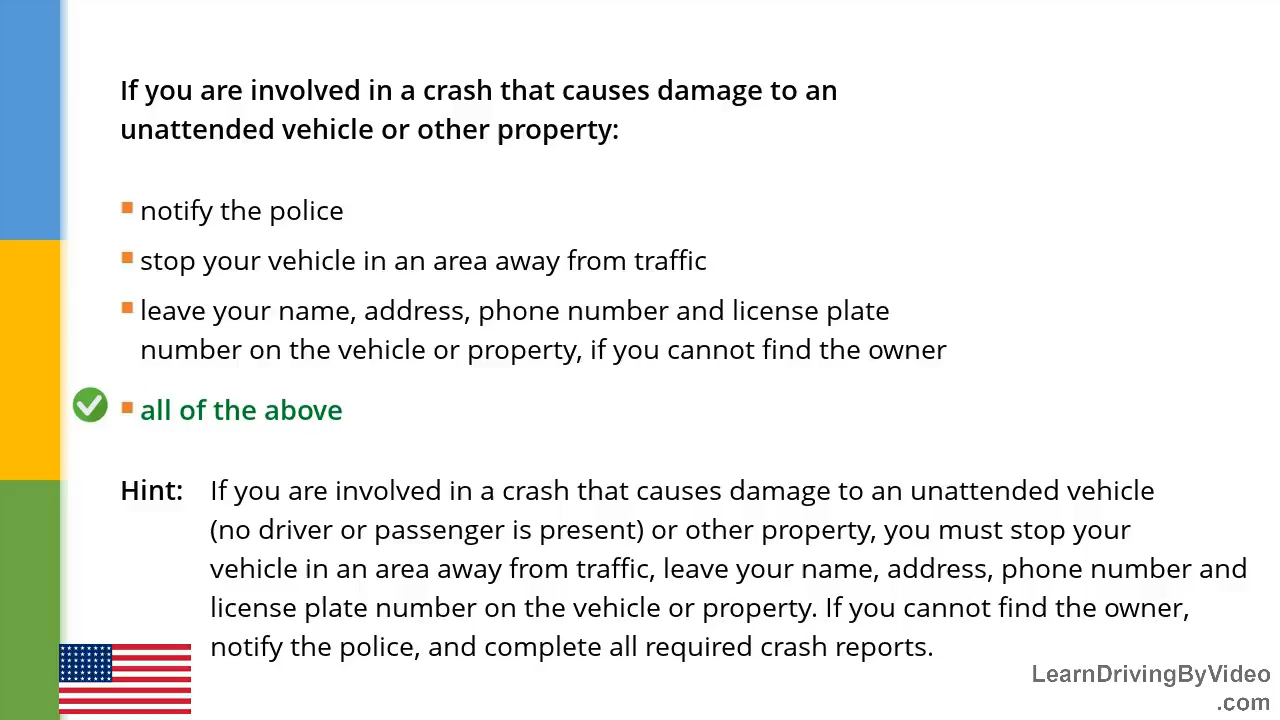 If you are involved in a crash that causes damage to an
unattended vehicle or other property:
notify the police
stop your vehicle in an area away from traffic
leave your name, address, phone number and license plate
number on the vehicle or property, if you cannot find the owner
all of the above
Hint: If you are involved in a crash that causes damage to an unattended vehicle
(no driver or passenger is present) or other property, you must stop your
vehicle in an area away from traffic, leave your name, address, phone number and
license plate number on the vehicle or property. If you cannot find the owner,
notify the police, and complete all required crash reports.
LearnDrivingByVideo
.com